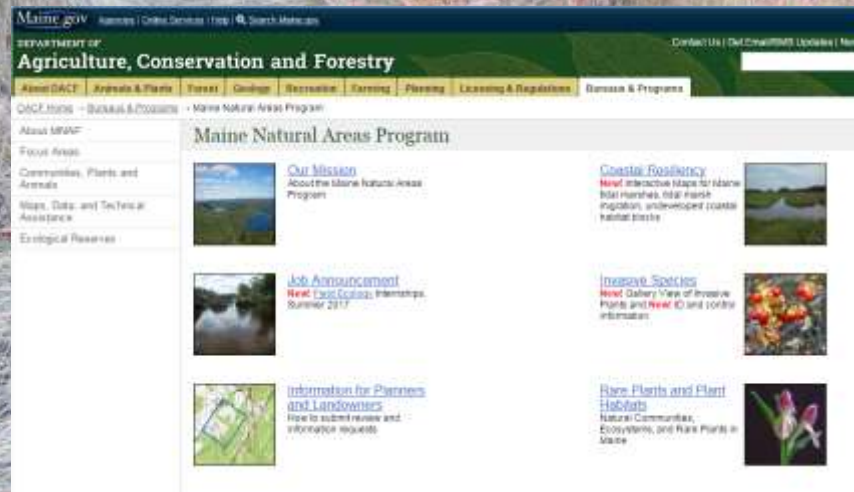 Maine.gov Agencies | Online Services | Help | Search Maine.gov
DEPARTMENT OF
Agriculture, Conservation and Forestry
Contact Us | Get Email/SMS Updates |
About DACF Animals & Plants Forest Geology Recreation Farming Planning Licensing & Regulations Bureaus & Programs
DACF Home → Bureaus & Programs → Maine Natural Areas Program
About MNAP
Focus Areas
Communities, Plants and
Animals
Maps, Data, and Technical
Assistance
Ecological Reserves
Maine Natural Areas Program
Our Mission
About the Maine Natural Areas
Program
Coastal Resiliency
New! Interactive Maps for Maine
tidal marshes, tidal marsh
migration, undeveloped coastal
habitat blocks
Job Announcement
New! Field Ecology Internships,
Summer 2017
Invasive Species
New! Gallery View of Invasive
Plants and New! ID and control
information
Information for Planners
and Landowners
How to submit review and
information requests
Rare Plants and Plant
Habitats
Natural Communities,
Ecosystems, and Rare Plants in
Maine